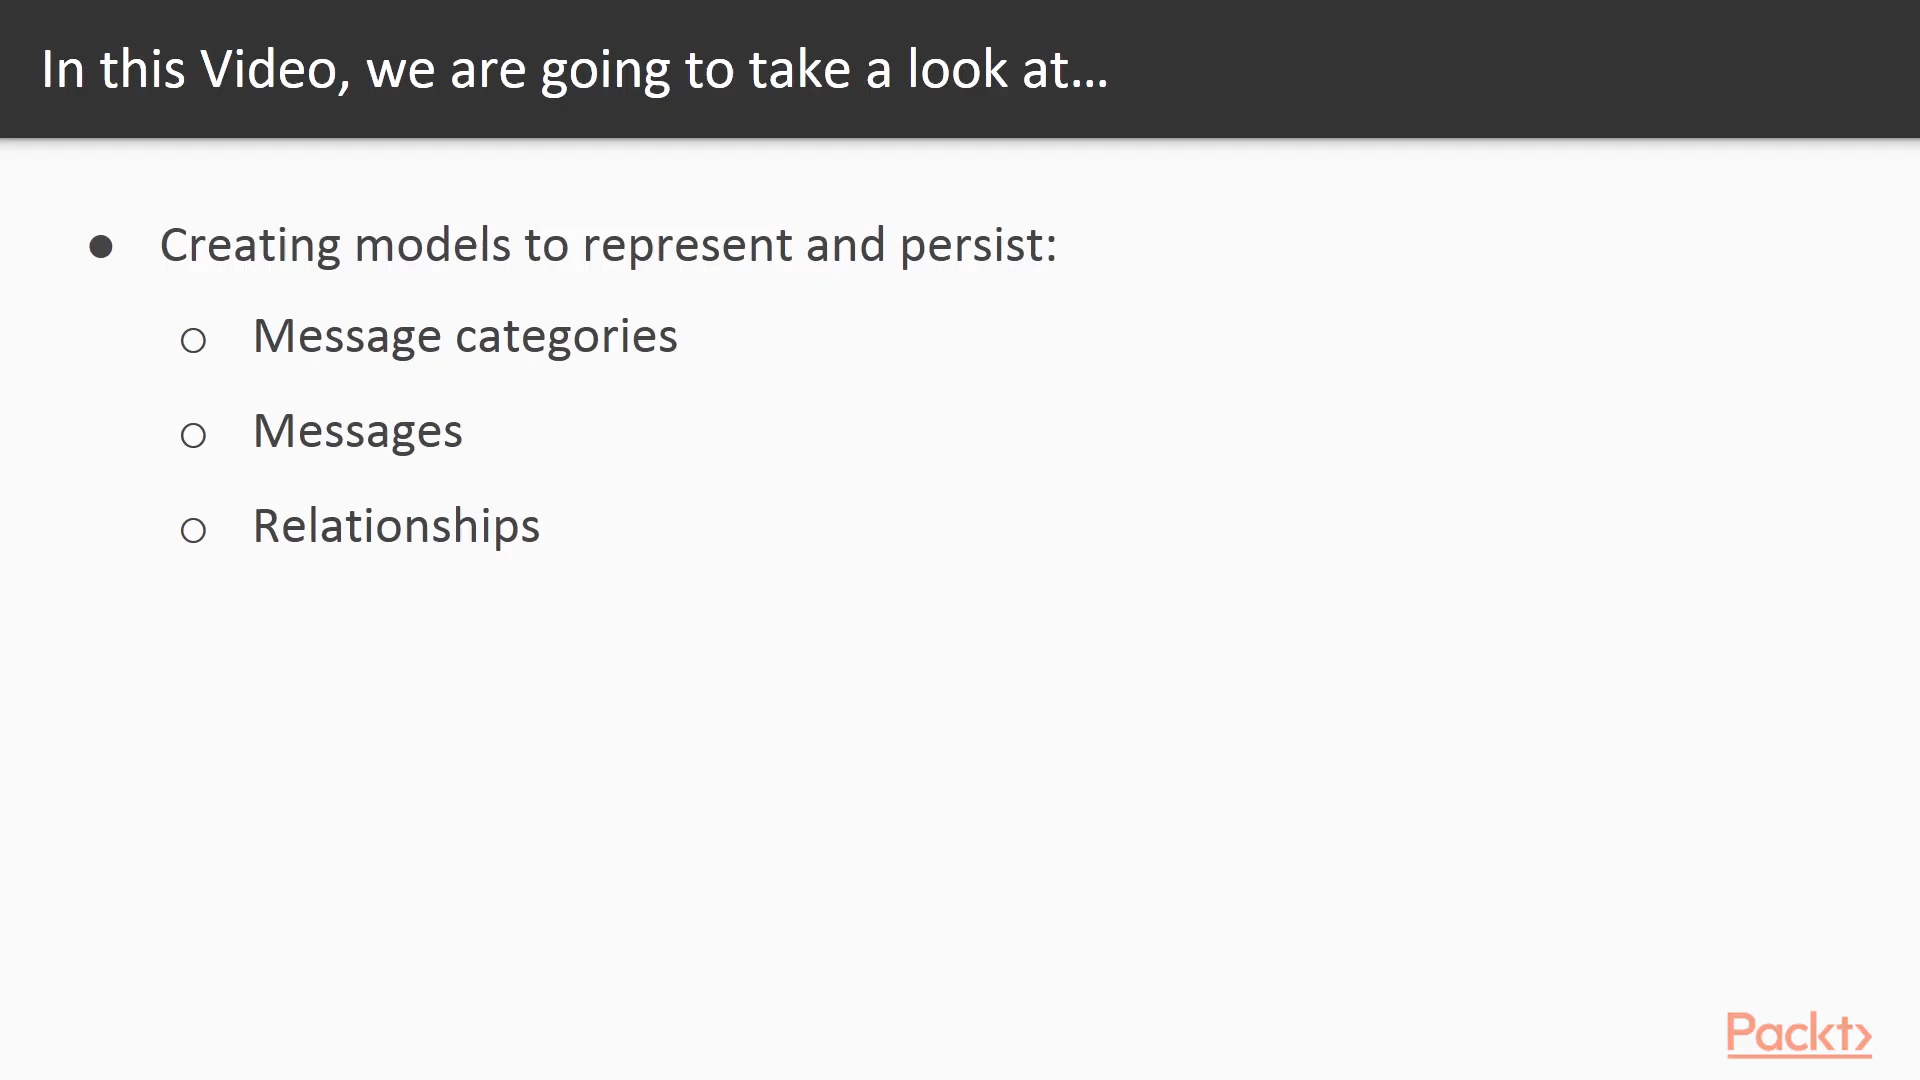 In this Video, we are going to take a look at...
● Creating models to represent and persist:
○ Message categories
○ Messages
○ Relationships
Packt>